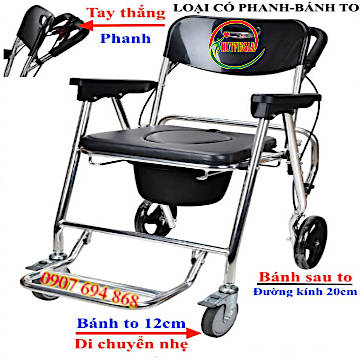 Tay thắng
Phanh
LOẠI CÓ PHANH-BÁNH TO
0907 694 868
Bánh sau to
Đường kính 20cm
Bánh to 12cm
Di chuyển nhẹ